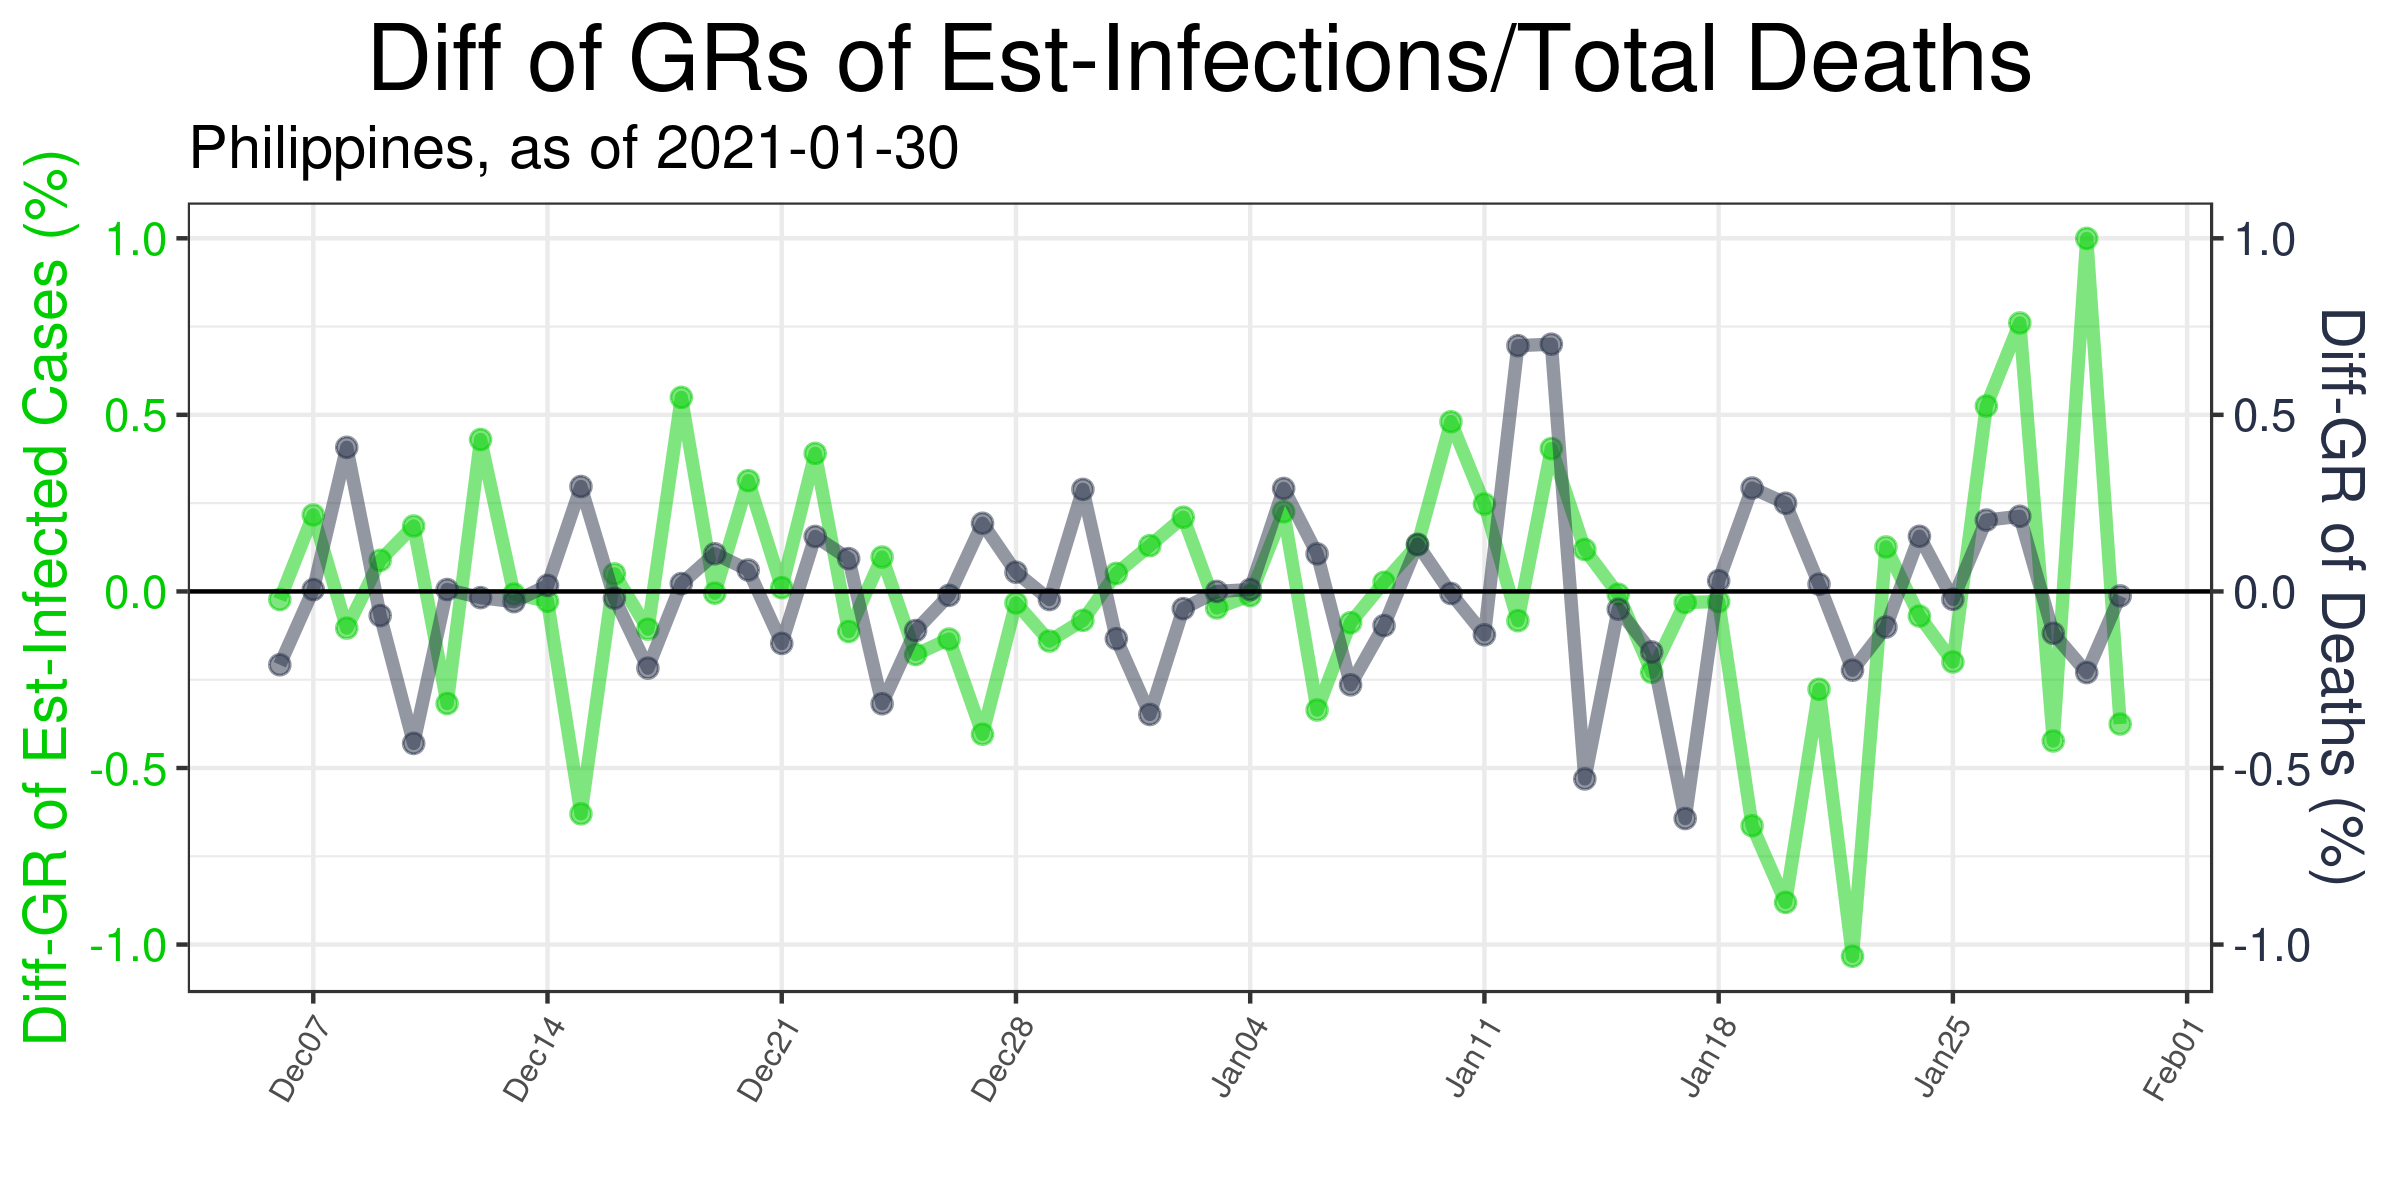 Diff of GRs of Est-Infections/Total Deaths
Philippines, as of 2021-01-30
Diff-GR of Est-Infected Cases (%)
1.0
0.5
0.0
-0.5
-1.0
1.0
0.5
0.0
-0.5
-1.0
Diff-GR of Deaths (%)
Dec07
Dec14
Dec21
Dec28
Jan04
Jan11
Jan18
Jan25
Feb01